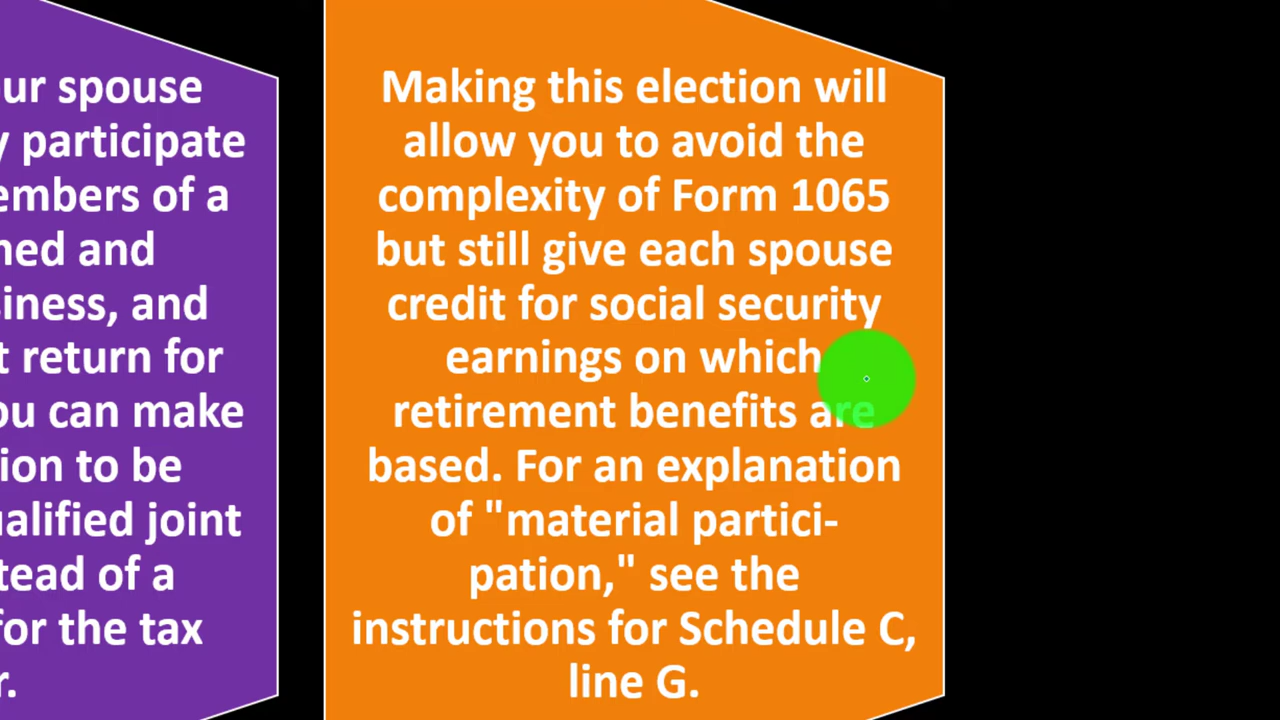 ur spouse
participate
embers of a
ned and
siness, and
t return for
ou can make
ion to be
ualified joint
tead of a
for the tax
r.
Making this election will
allow you to avoid the
complexity of Form 1065
but still give each spouse
credit for social security
earnings on which
retirement benefits are
based. For an explanation
of "material partici-
pation," see the
instructions for Schedule C,
line G.